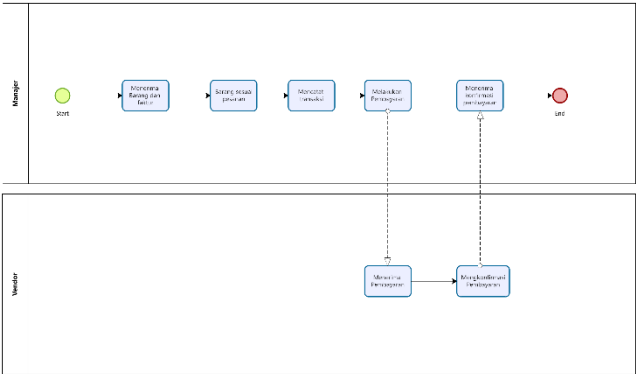 Manajer
Start
Menerima
Barang dan
faktur
Barang sesuai
pesanan
Mencatat
transaksi
Melakukan
Pembayaran
Menerima
konfirmasi
pembayaran
End
Vendor
Menerima
Pembayaran
Mengkonfirmasi
Pembayaran